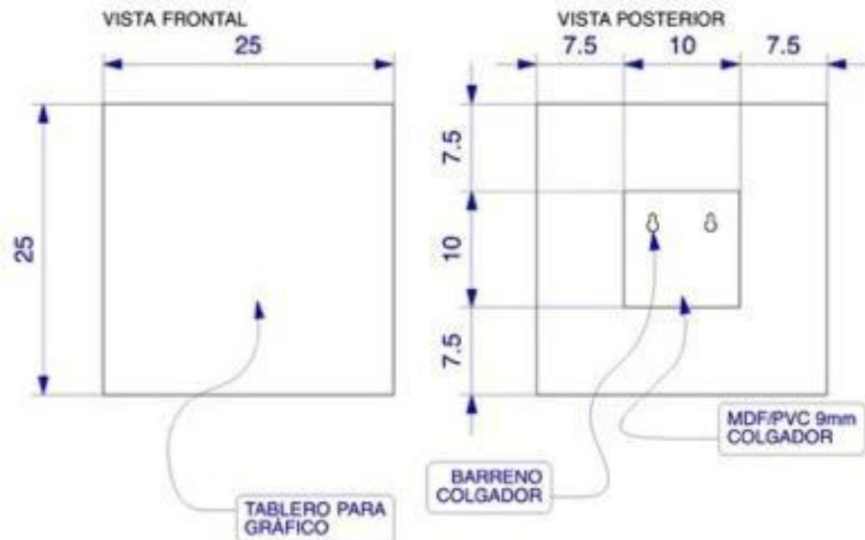 VISTA FRONTAL
25
25
TABLERO PARA
GRÁFICO
VISTA POSTERIOR
7.5
10
7.5
7.5
10
7.5
MDF/PVC 9mm
COLGADOR
BARRENO
COLGADOR